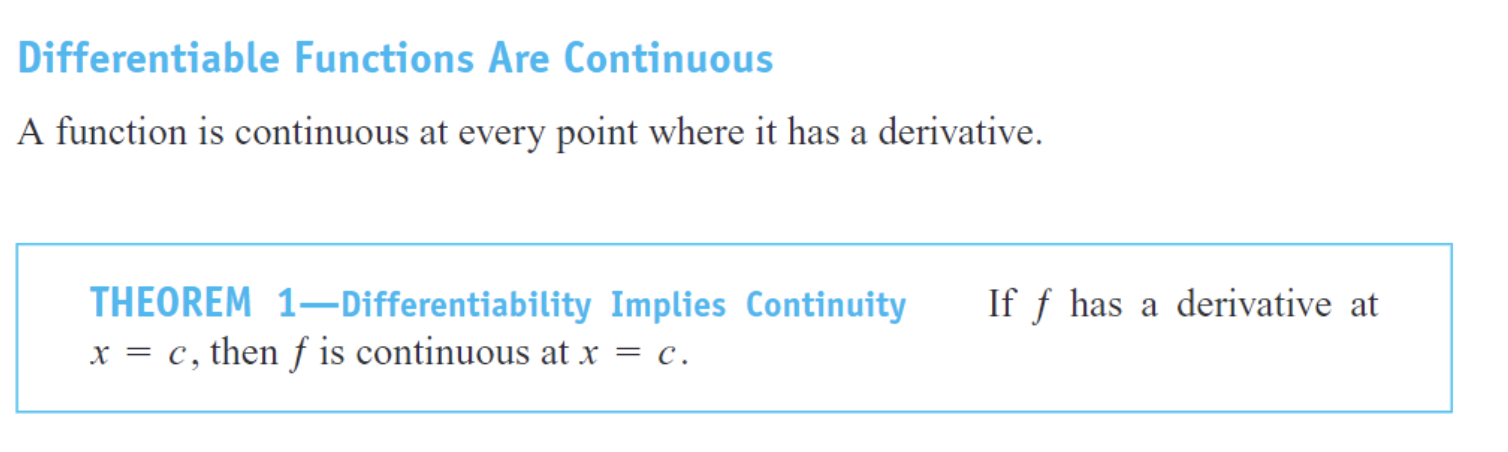 Differentiable Functions Are Continuous
A function is continuous at every point where it has a derivative.
THEOREM 1—Differentiability Implies Continuity If f has a derivative at
x = c, then f is continuous at x = c.